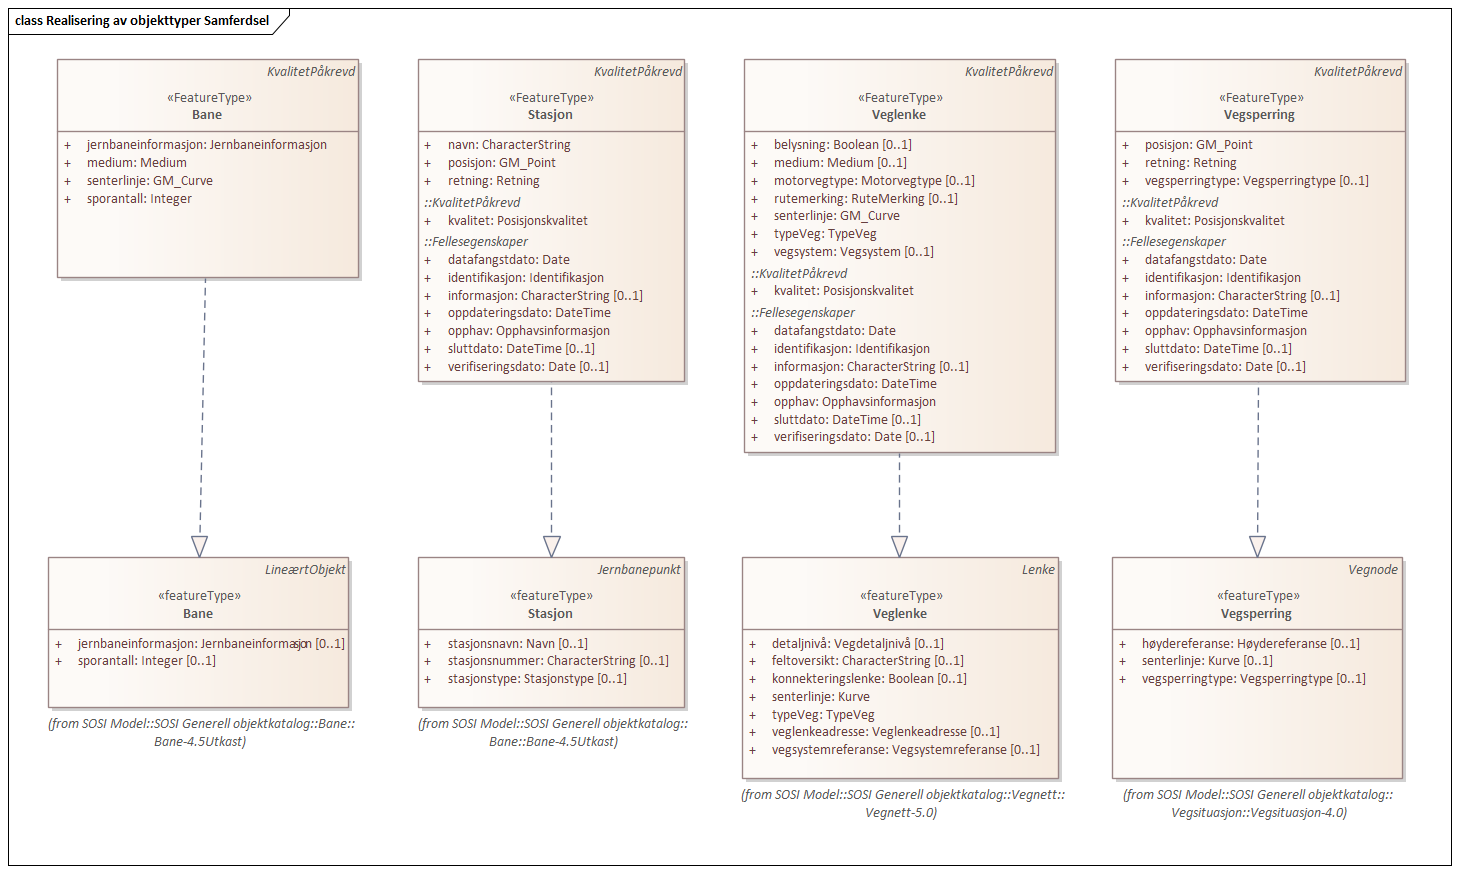 class Realisering av objekttyper Samferdsel
KvalitetPåkrevd
«FeatureType»
Bane
+ jernbaneinformasjon: Jernbaneinformasjon
+ medium: Medium
+ senterlinje: GM_Curve
+ sporantall: Integer
KvalitetPåkrevd
«FeatureType»
Stasjon
+ navn: CharacterString
+ posisjon: GM_Point
+ retning: Retning
::KvalitetPåkrevd
+ kvalitet: Posisjonskvalitet
::Fellesegenskaper
+ datafangstdato: Date
+ identifikasjon: Identifikasjon
+ informasjon: CharacterString [0..1]
+ oppdateringsdato: DateTime
+ opphav: Opphavsinformasjon
+ sluttdato: DateTime [0..1]
+ verifiseringsdato: Date [0..1]
KvalitetPåkrevd
«FeatureType»
Veglenke
+ belysning: Boolean [0..1]
+ medium: Medium [0..1]
+ motorvegtype: Motorvegtype [0..1]
+ rutemerking: RuteMerking [0..1]
+ senterlinje: GM_Curve
+ typeVeg: TypeVeg
+ vegsystem: Vegsystem [0..1]
::KvalitetPåkrevd
+ kvalitet: Posisjonskvalitet
::Fellesegenskaper
+ datafangstdato: Date
+ identifikasjon: Identifikasjon
+ informasjon: CharacterString [0..1]
+ oppdateringsdato: DateTime
+ opphav: Opphavsinformasjon
+ sluttdato: DateTime [0..1]
+ verifiseringsdato: Date [0..1]
KvalitetPåkrevd
«FeatureType»
Vegsperring
+ posisjon: GM_Point
+ retning: Retning
+ vegsperringtype: Vegsperringtype [0..1]
::KvalitetPåkrevd
+ kvalitet: Posisjonskvalitet
::Fellesegenskaper
+ datafangstdato: Date
+ identifikasjon: Identifikasjon
+ informasjon: CharacterString [0..1]
+ oppdateringsdato: DateTime
+ opphav: Opphavsinformasjon
+ sluttdato: DateTime [0..1]
+ verifiseringsdato: Date [0..1]
LineærtObjekt
«featureType»
Bane
+ jernbaneinformasjon: Jernbaneinformasjon [0..1]
+ sporantall: Integer [0..1]
(from SOSI Model::SOSI Generell objektkatalog::Bane::
Bane-4.5Utkast)
Jernbanepunkt
«featureType»
Stasjon
+ stasjonsnavn: Navn [0..1]
+ stasjonsnummer: CharacterString [0..1]
+ stasjonstype: Stasjonstype [0..1]
(from SOSI Model::SOSI Generell objektkatalog::
Bane::Bane-4.5Utkast)
Lenke
«featureType»
Veglenke
+ detaljnivå: Vegdetaljnivå [0..1]
+ feltoversikt: CharacterString [0..1]
+ konnekteringslenke: Boolean [0..1]
+ senterlinje: Kurve
+ typeVeg: TypeVeg
+ veglenkeadresse: Veglenkeadresse [0..1]
+ vegsystemreferanse: Vegsystemreferanse [0..1]
(from SOSI Model::SOSI Generell objektkatalog::Vegnett::
Vegnett-5.0)
Vegnode
«featureType»
Vegsperring
+ høydereferanse: Høydereferanse [0..1]
+ senterlinje: Kurve [0..1]
+ vegsperringtype: Vegsperringtype [0..1]
(from SOSI Model::SOSI Generell objektkatalog::
Vegsituasjon::Vegsituasjon-4.0)